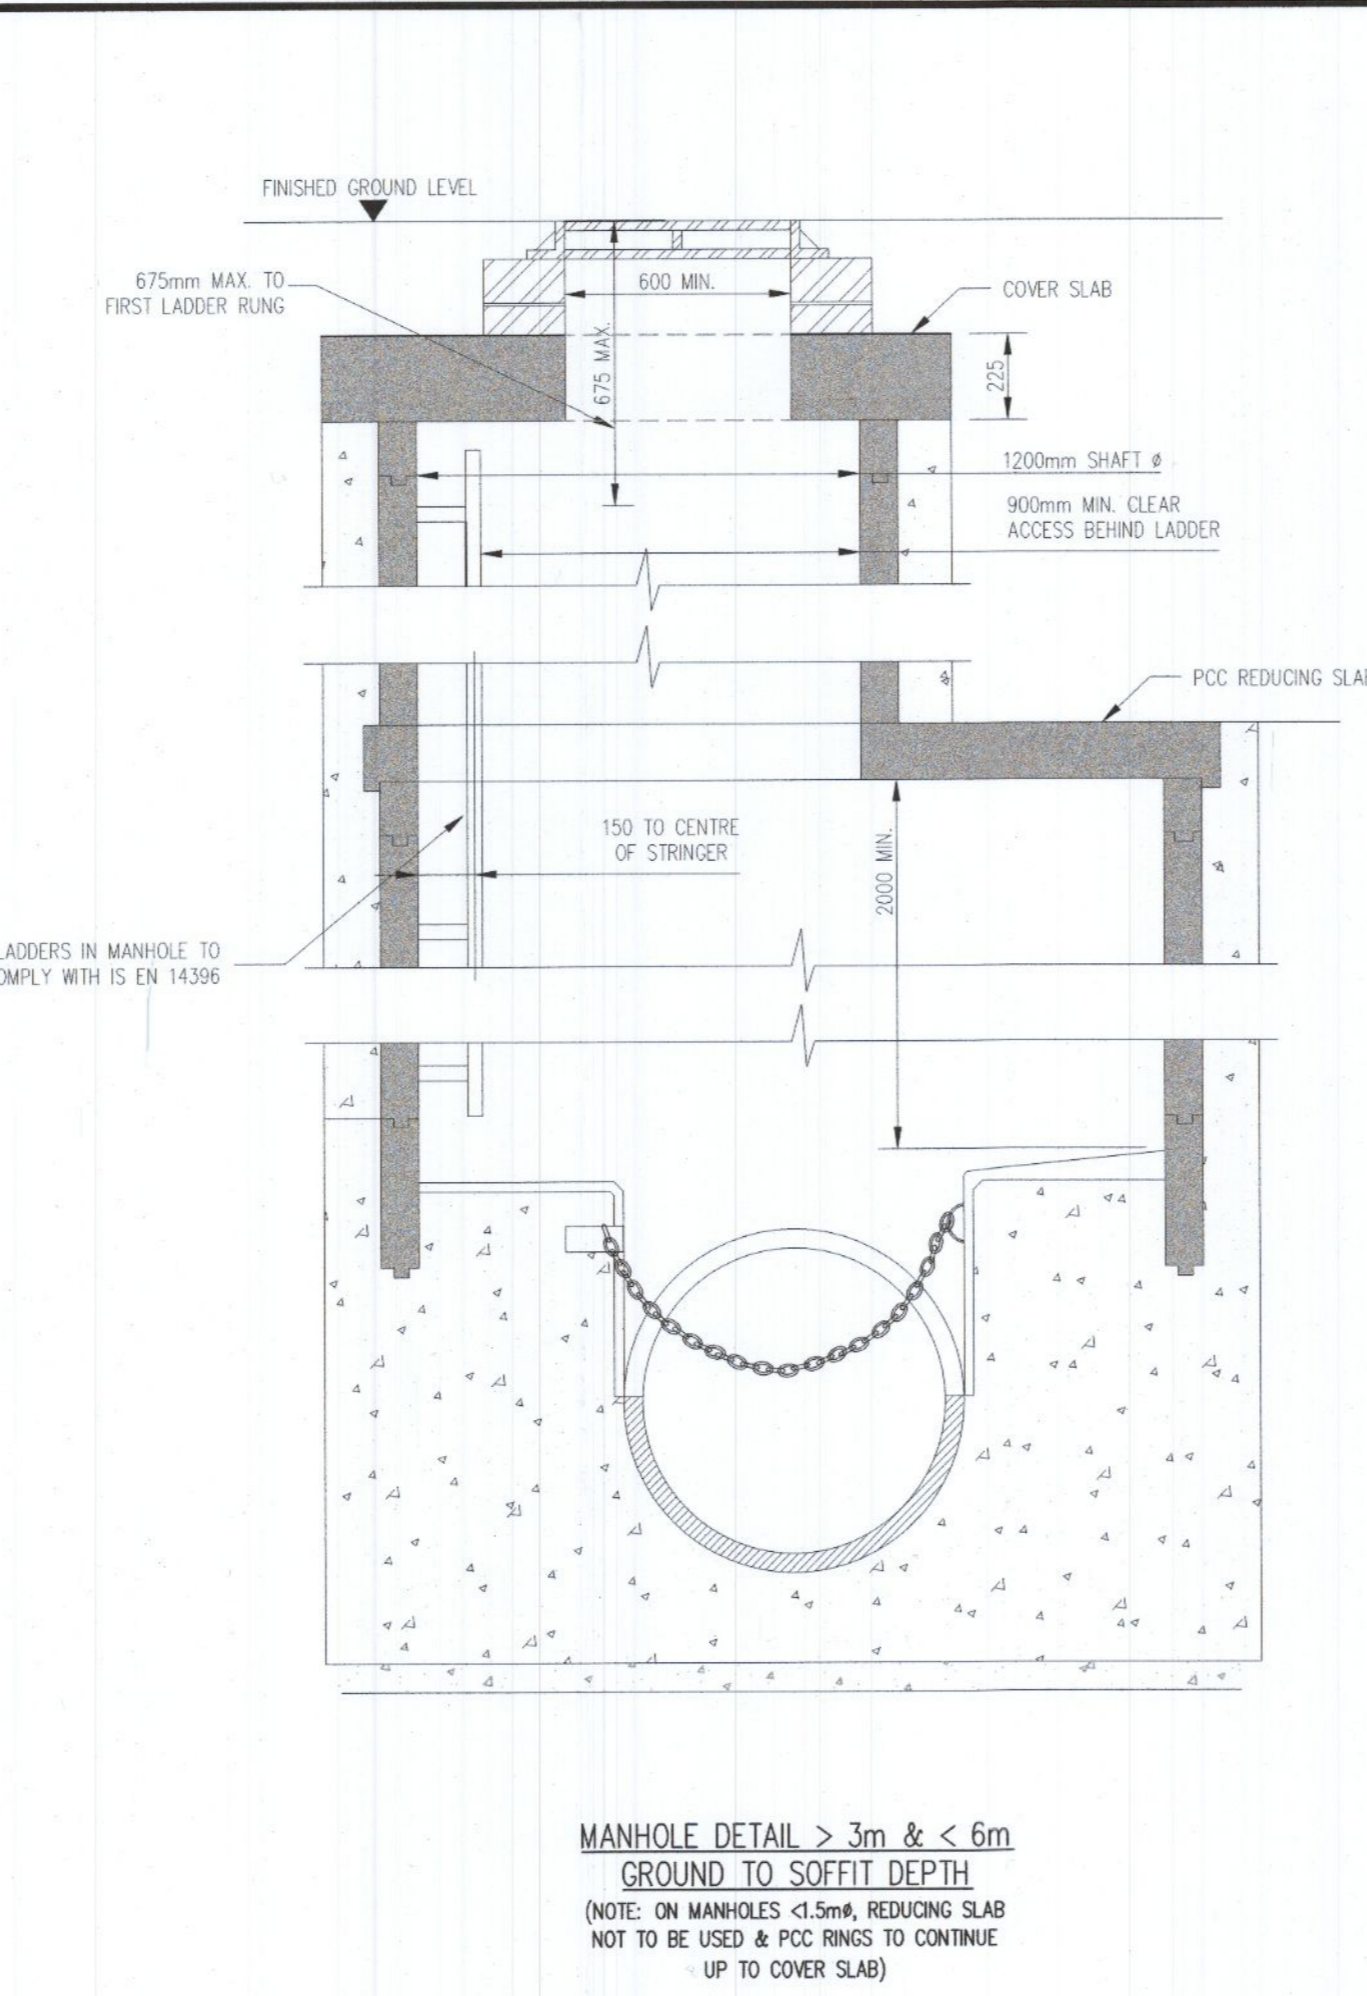 FINISHED GROUND LEVEL
675mm MAX. TO
FIRST LADDER RUNG
600 MIN.
COVER SLAB
675 MAX.
225
1200mm SHAFT ø
900mm MIN. CLEAR
ACCESS BEHIND LADDER
PCC REDUCING SLAB
150 TO CENTRE
OF STRINGER
2000 MIN.
LADDERS IN MANHOLE TO
COMPLY WITH IS EN 14396
MANHOLE DETAIL > 3m & < 6m
GROUND TO SOFFIT DEPTH
(NOTE: ON MANHOLES <1.5mø, REDUCING SLAB
NOT TO BE USED & PCC RINGS TO CONTINUE
UP TO COVER SLAB)